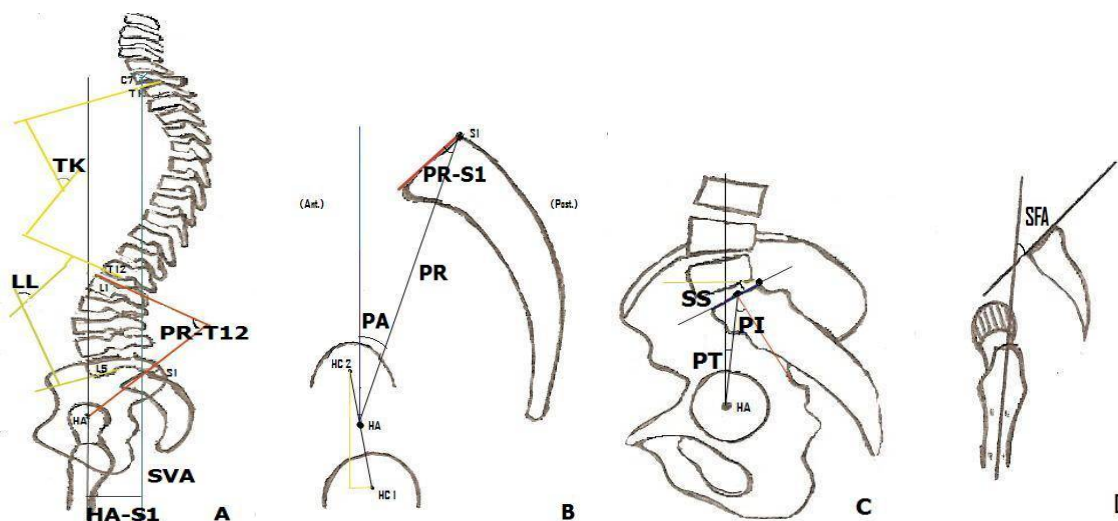 C7
T1
TK
T12
L1
LL
PR-T12
L5
S1
HA
SVA
HA-S1
A
S1
PR-S1
(Ant.)
(Post.)
PR
PA
HC 2
HA
HC 1
B
SS
PI
PT
HA
C
SFA